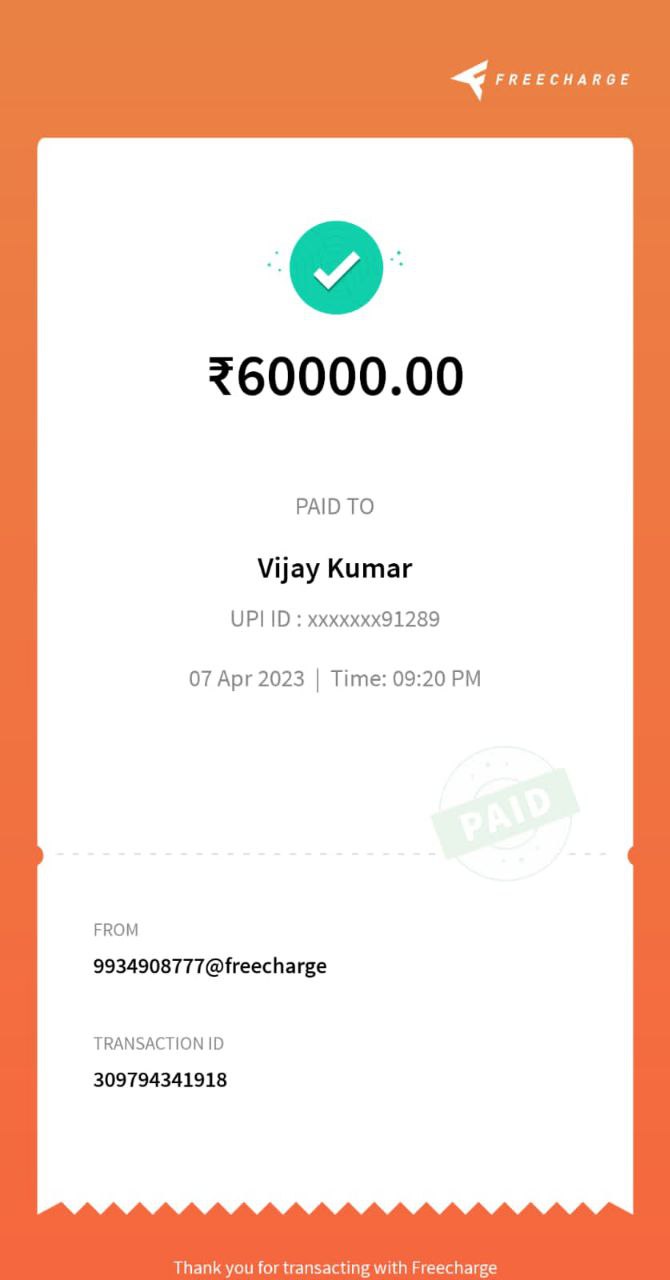 FREECHARGE
₹60000.00
PAID TO
Vijay Kumar
UPI ID : xxxxxxx91289
07 Apr 2023 | Time: 09:20 PM
PAID
FROM
9934908777@freecharge
TRANSACTION ID
309794341918
Thank you for transacting with Freecharge